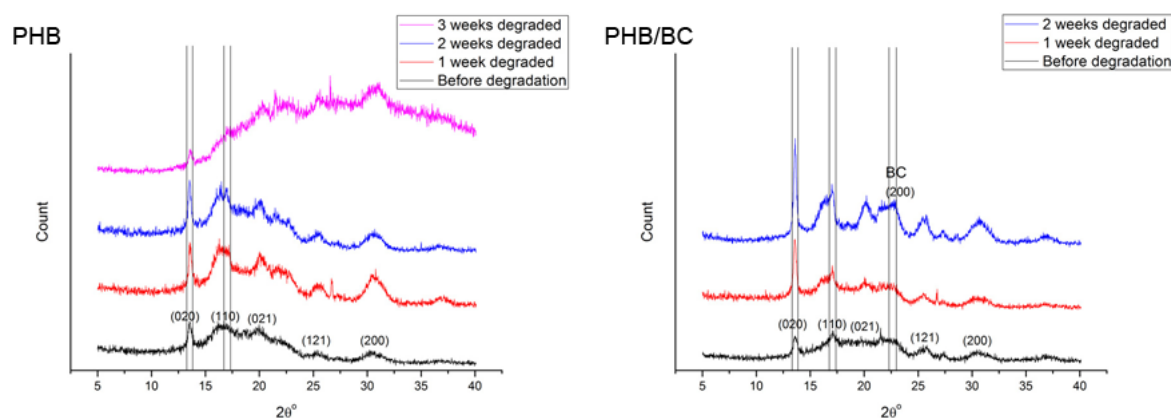 PHB
3 weeks degraded
2 weeks degraded
1 week degraded
Before degradation
Count
(020) (110) (021) (121) (200)
5 10 15 20 25 30 35 40
2θ°
PHB/BC
2 weeks degraded
1 week degraded
Before degradation
BC
(200)
Count
(020) (110) (021) (121) (200)
5 10 15 20 25 30 35 40
2θ°